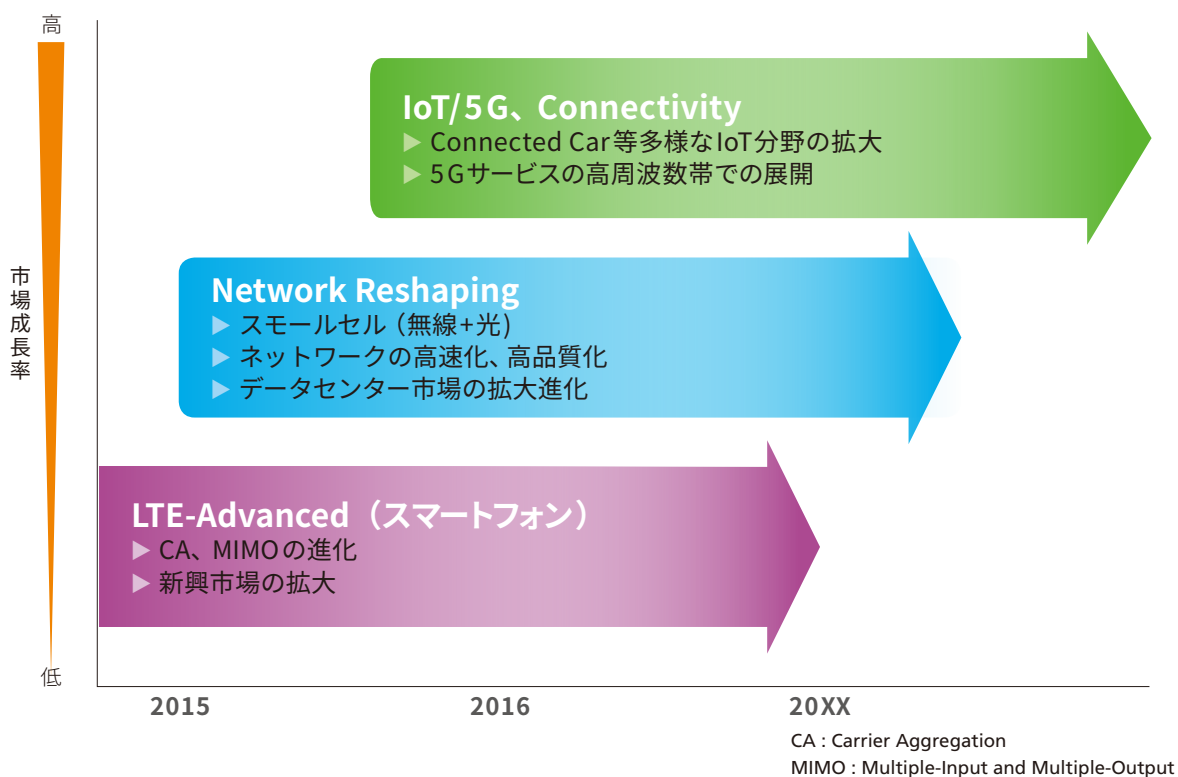 高
IoT/5G、Connectivity
▶ Connected Car等多様なIoT分野の拡大
▶ 5Gサービスの高周波数帯での展開
市場成長率
Network Reshaping
▶ スモールセル（無線+光)
▶ ネットワークの高速化、高品質化
▶ データセンター市場の拡大進化
LTE-Advanced（スマートフォン）
▶ CA、MIMOの進化
▶ 新興市場の拡大
低
2015 2016 20XX
CA : Carrier Aggregation
MIMO : Multiple-Input and Multiple-Output